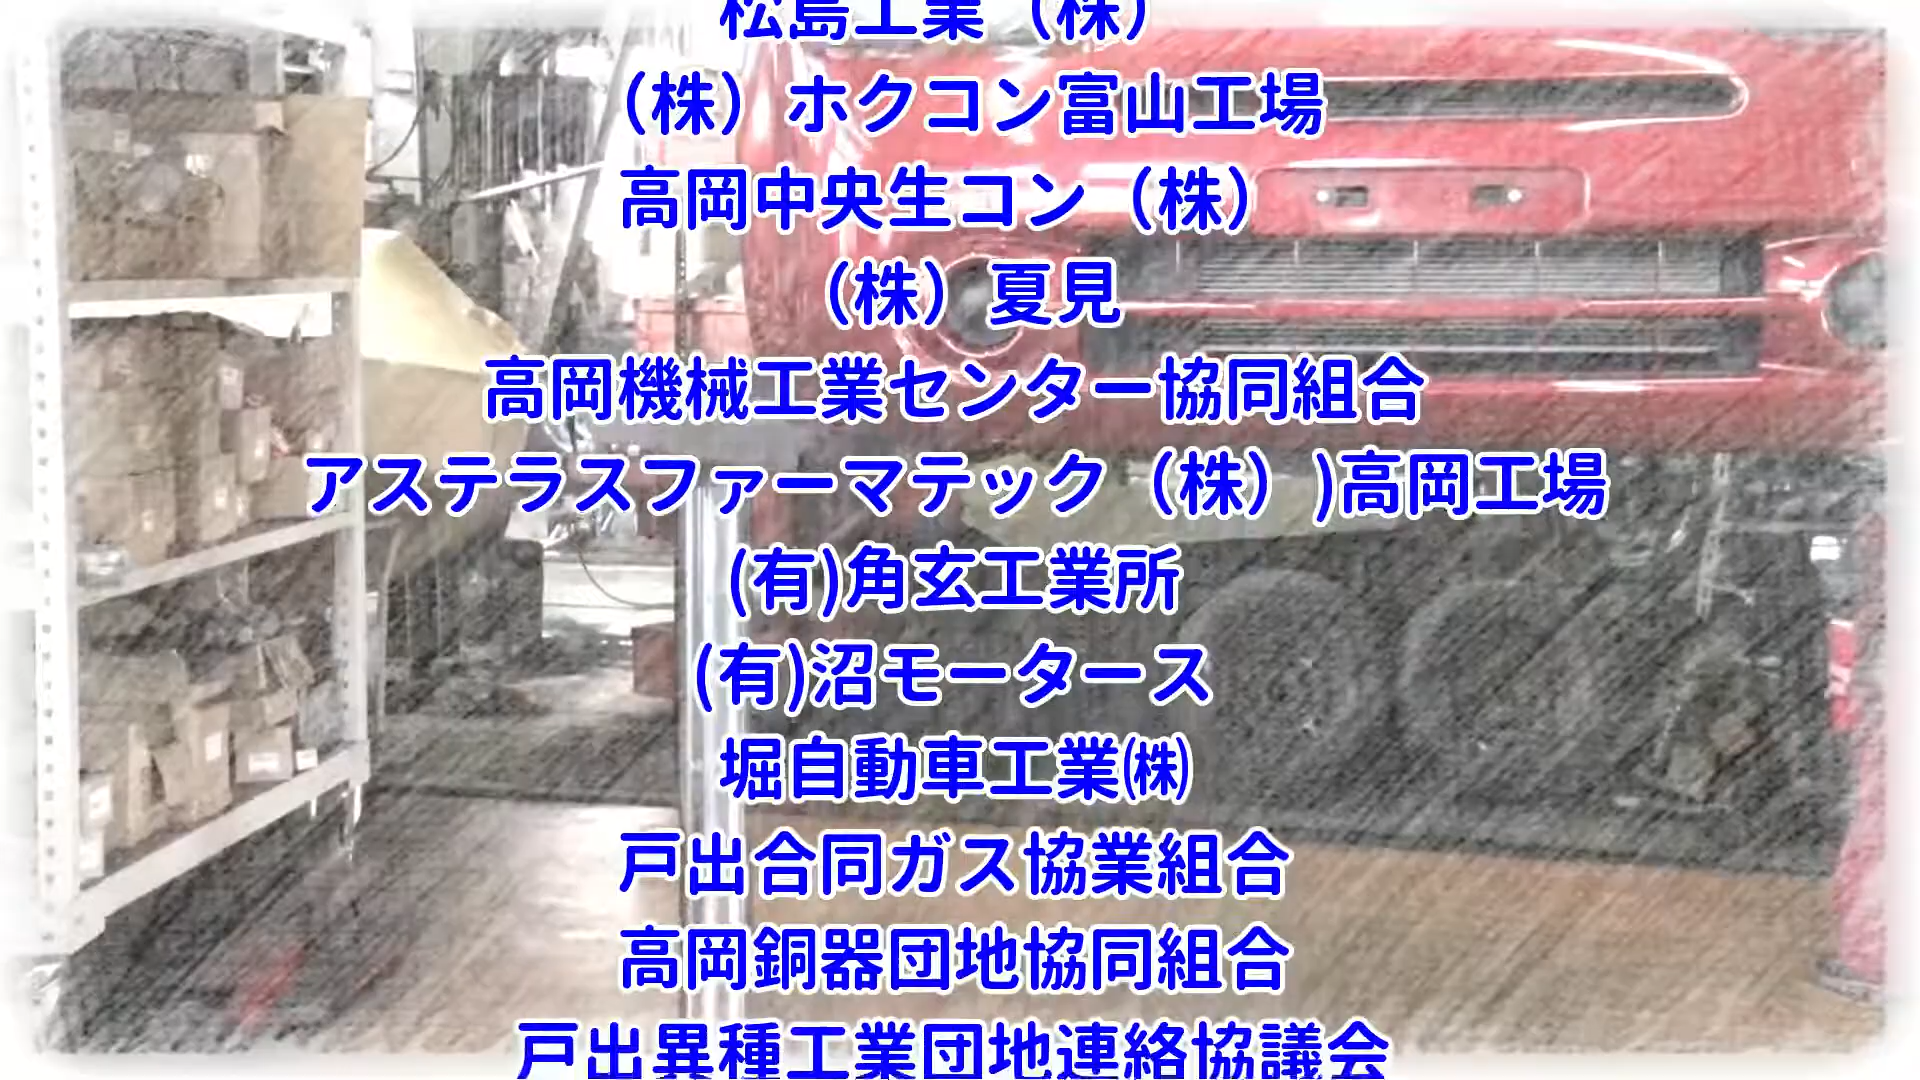 松島工業（株）
（株）ホクコン富山工場
高岡中央生コン（株）
（株）夏見
高岡機械工業センター協同組合
アステラスファーマテック（株）)高岡工場
(有)角玄工業所
(有)沼モータース
堀自動車工業㈱
戸出合同ガス協業組合
高岡銅器団地協同組合
戸出異種工業団地連絡協議会